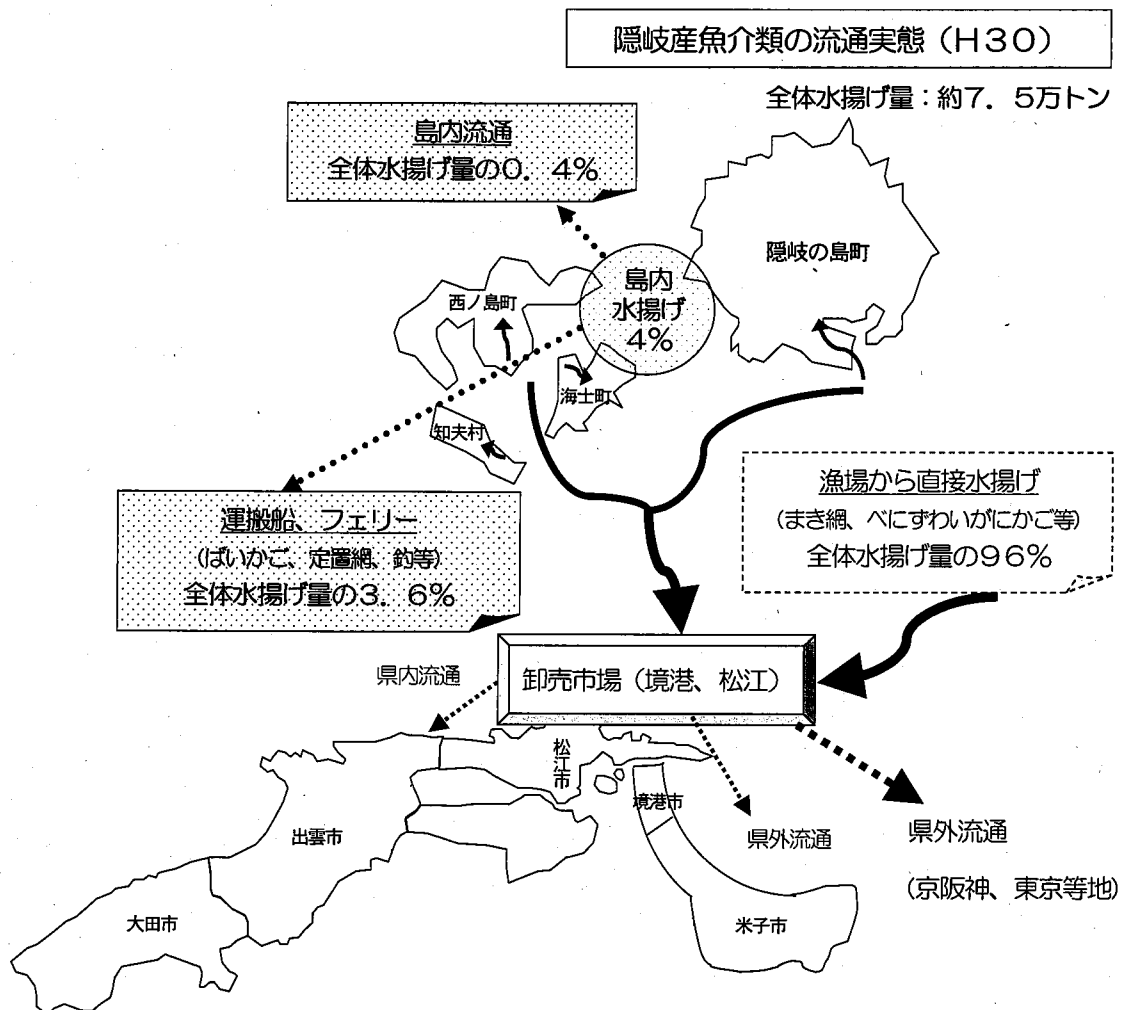 隠岐産魚介類の流通実態（H30）
全体水揚げ量：約7．5万トン
島内流通
全体水揚げ量の0．4%
隠岐の島町
島内
水揚げ
4%
西ノ島町
海士町
知夫村
漁場から直接水揚げ
(まき網、べにずわいがにかご等)
全体水揚げ量の96%
運搬船、フェリー
(ばいかご、定置網、釣等)
全体水揚げ量の3．6%
卸売市場（境港、松江）
県内流通
松江市
境港市
出雲市
県外流通
県外流通
(京阪神、東京等地)
大田市
米子市